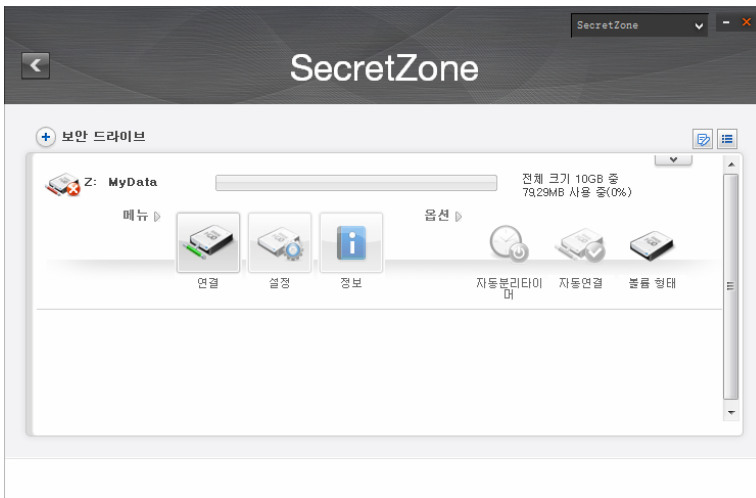 SecretZone
SecretZone
보안 드라이브
Z: MyData
전체 크기 10GB 중
79,29MB 사용 중(0%)
메뉴
옵션
연결
설정
정보
자동분리타이
머
자동연결
볼륨 형태